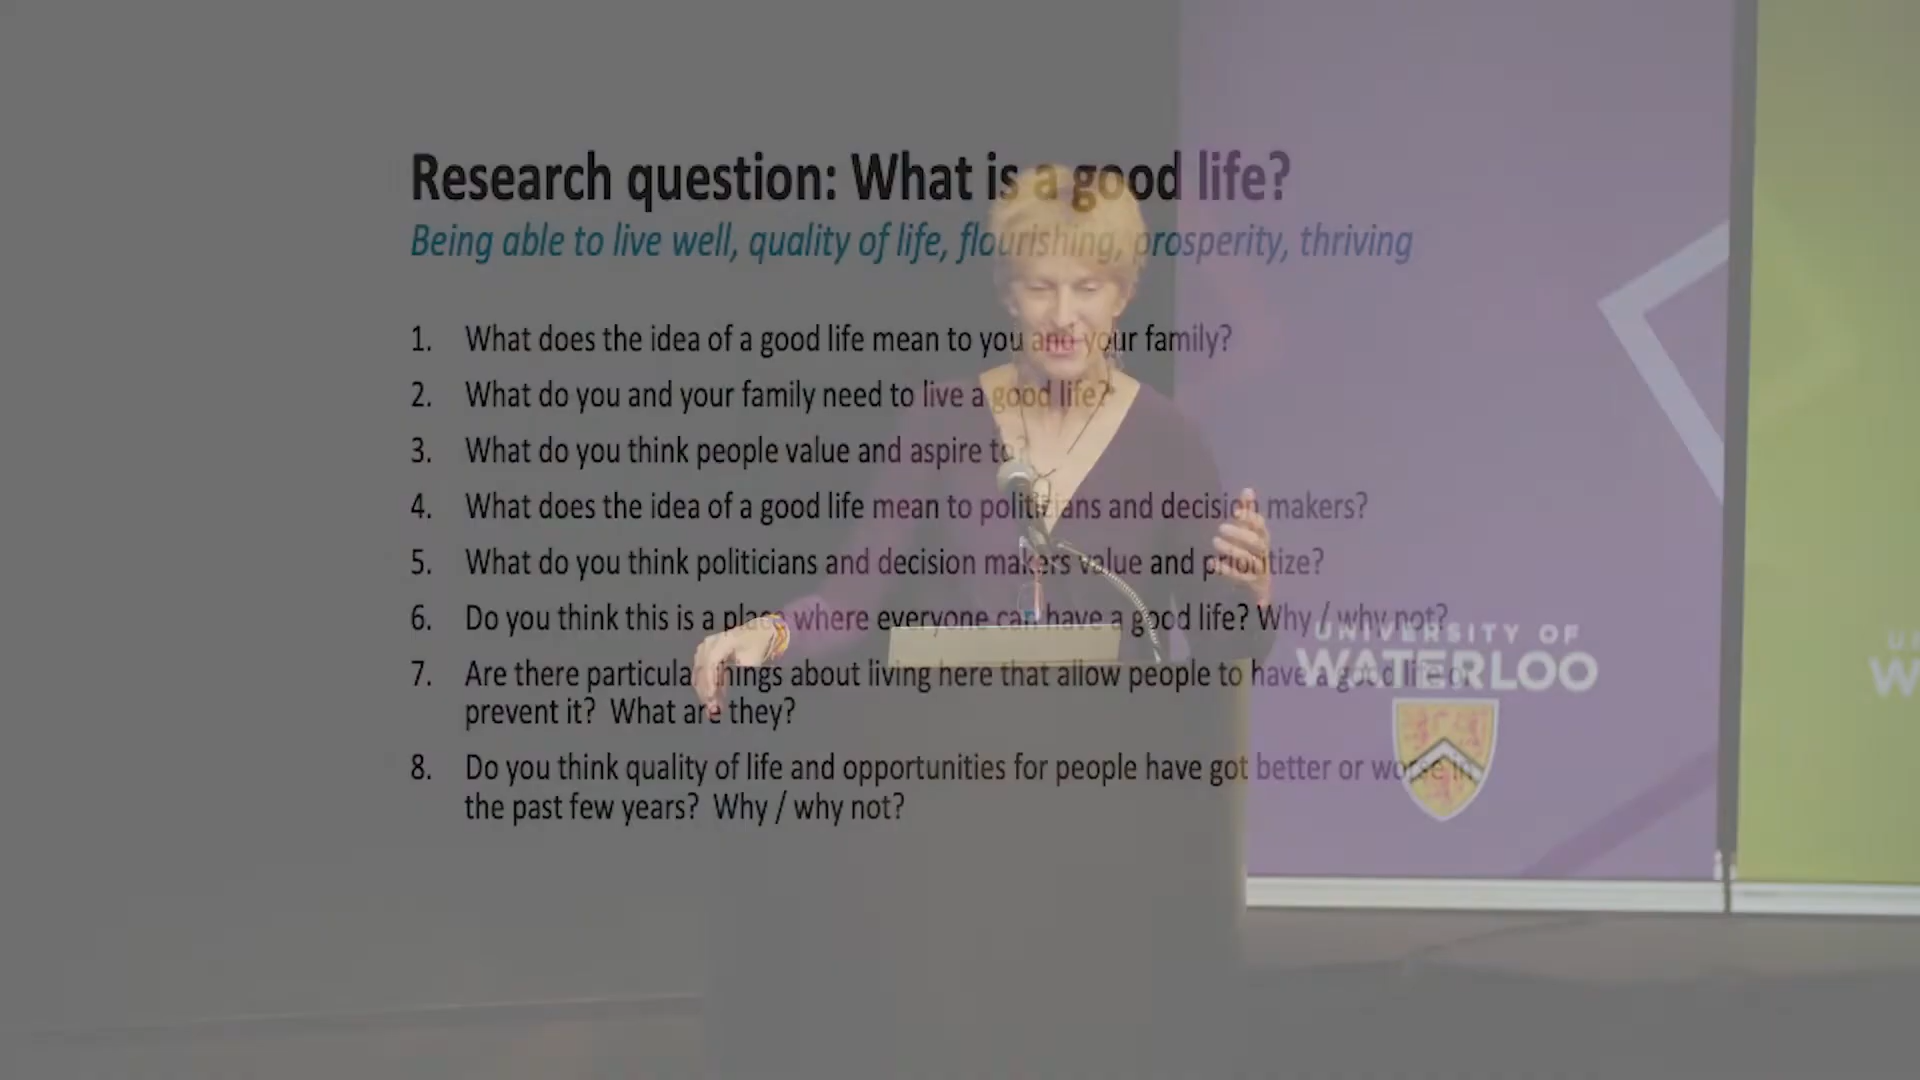 Research question: What is a good life?
Being able to live well, quality of life, flourishing, prosperity, thriving
1. What does the idea of a good life mean to you and your family?
2. What do you and your family need to live a good life?
3. What do you think people value and aspire to?
4. What does the idea of a good life mean to politicians and decision makers?
5. What do you think politicians and decision makers value and prioritize?
6. Do you think this is a place where everyone can have a good life? Why / why not?
7. Are there particular things about living here that allow people to have a good life or
prevent it? What are they?
8. Do you think quality of life and opportunities for people have got better or worse in
the past few years? Why / why not?
UNIVERSITY OF
WATERLOO